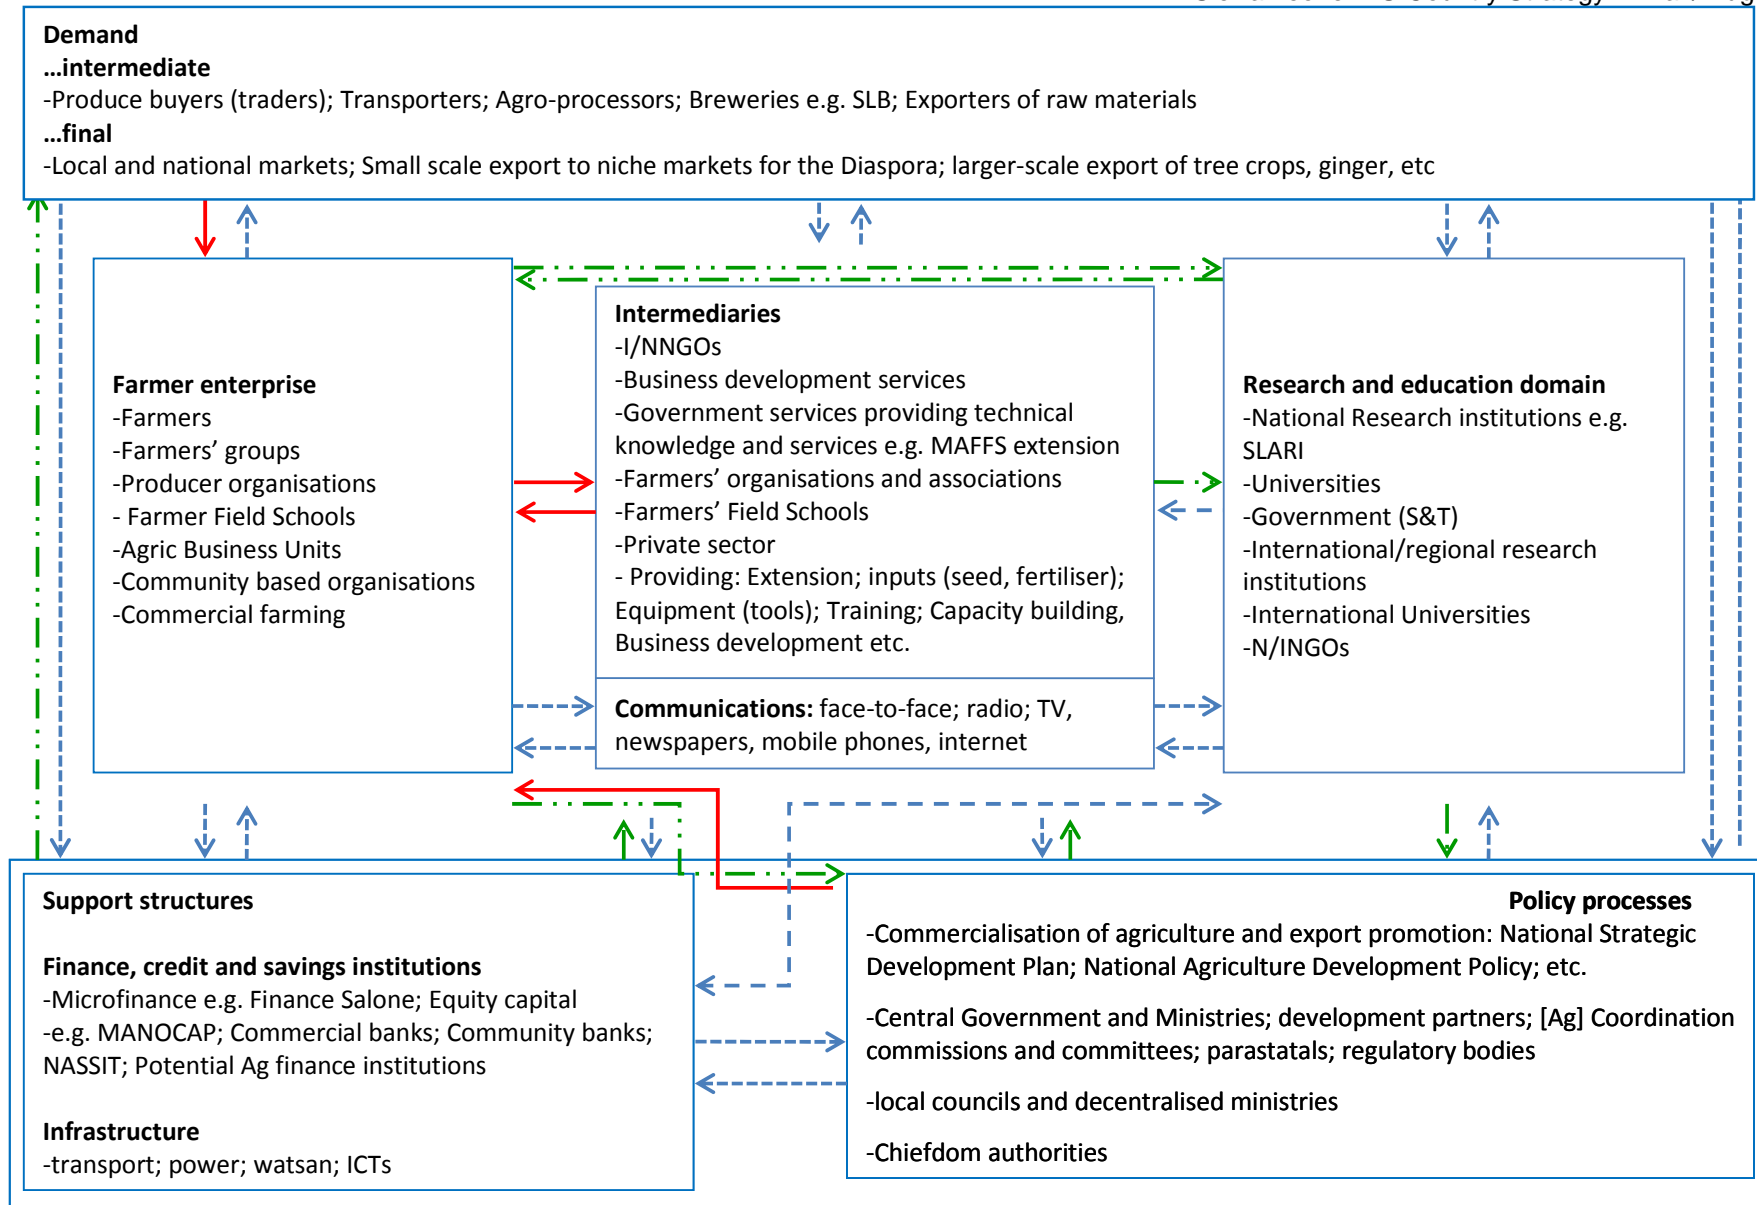 Demand
…intermediate
-Produce buyers (traders); Transporters; Agro-processors; Breweries e.g. SLB; Exporters of raw materials
…final
-Local and national markets; Small scale export to niche markets for the Diaspora; larger-scale export of tree crops, ginger, etc
Farmer enterprise
-Farmers
-Farmers’ groups
-Producer organisations
- Farmer Field Schools
-Agric Business Units
-Community based organisations
-Commercial farming
Intermediaries
-I/NNGOs
-Business development services
-Government services providing technical
knowledge and services e.g. MAFFS extension
-Farmers’ organisations and associations
-Farmers’ Field Schools
-Private sector
- Providing: Extension; inputs (seed, fertiliser);
Equipment (tools); Training; Capacity building,
Business development etc.
Communications: face-to-face; radio; TV,
newspapers, mobile phones, internet
Research and education domain
-National Research institutions e.g.
SLARI
-Universities
-Government (S&T)
-International/regional research
institutions
-International Universities
-N/INGOs
Support structures
Finance, credit and savings institutions
-Microfinance e.g. Finance Salone; Equity capital
-e.g. MANOCAP; Commercial banks; Community banks;
NASSIT; Potential Ag finance institutions
Infrastructure
-transport; power; watsan; ICTs
Policy processes
-Commercialisation of agriculture and export promotion: National Strategic
Development Plan; National Agriculture Development Policy; etc.
-Central Government and Ministries; development partners; [Ag] Coordination
commissions and committees; parastatals; regulatory bodies
-local councils and decentralised ministries
-Chiefdom authorities